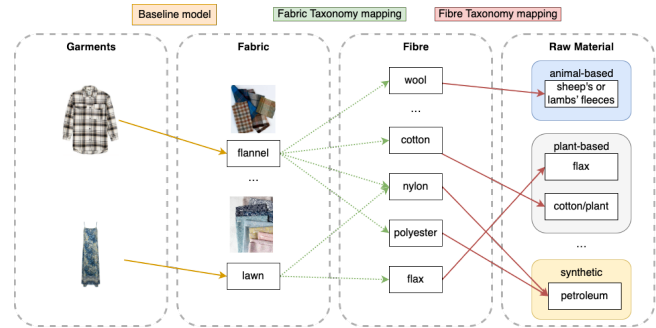 Baseline model
Fabric Taxonomy mapping
Fibre Taxonomy mapping
Garments
Fabric
Fibre
Raw Material
flannel
...
lawn
wool
...
cotton
nylon
polyester
flax
animal-based
sheep's or
lambs' fleeces
plant-based
flax
cotton/plant
...
synthetic
petroleum